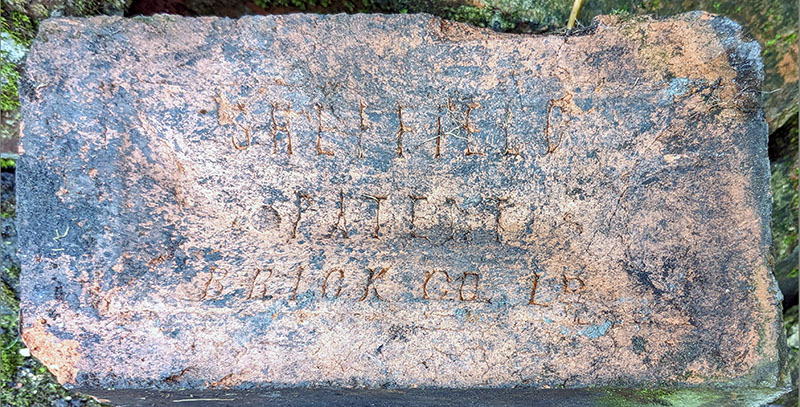 SHEFFIELD
PATENT
BRICK CO. LD